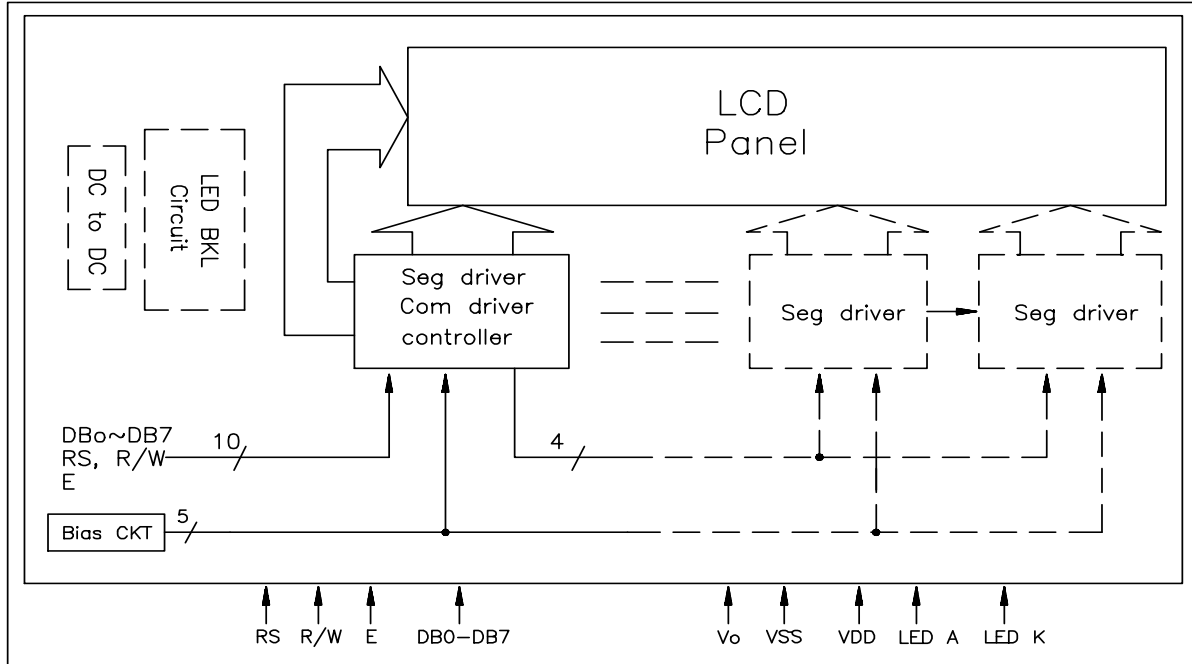 LCD
Panel
DC to DC
LED BKL
Circuit
Seg driver
Com driver
controller
Seg driver
Seg driver
DBo~DB7
RS, R/W
E
10
4
Bias CKT
5
RS R/W E DB0-DB7 Vo VSS VDD LED A LED K